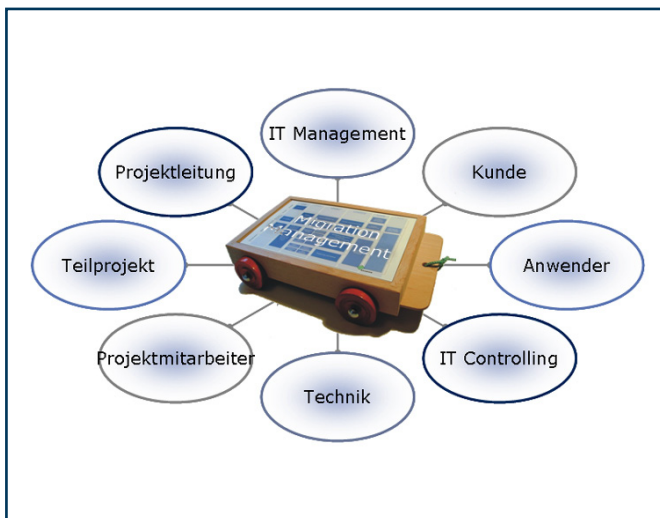 IT Management
Projektleitung
Kunde
Migration
Management
Teilprojekt
Anwender
Projektmitarbeiter
IT Controlling
Technik